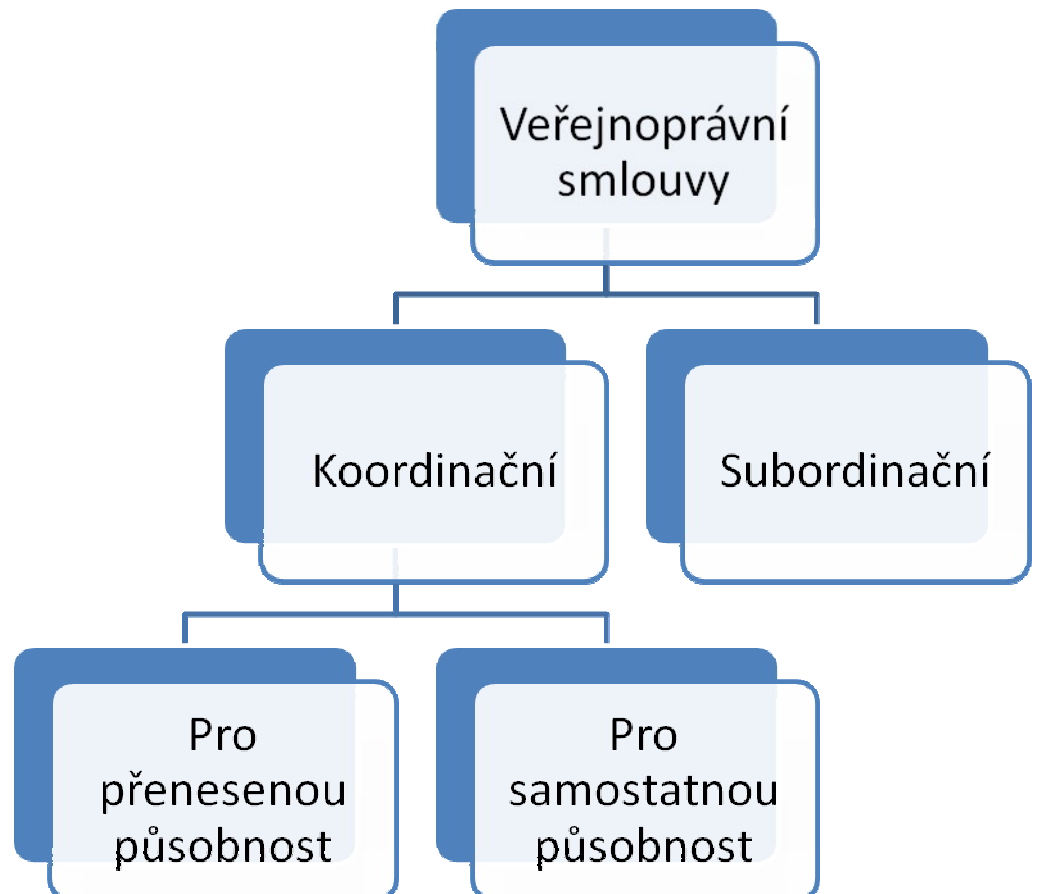 Veřejnoprávní
smlouvy
Koordinační
Subordinační
Pro
přenesenou
působnost
Pro
samostatnou
působnost